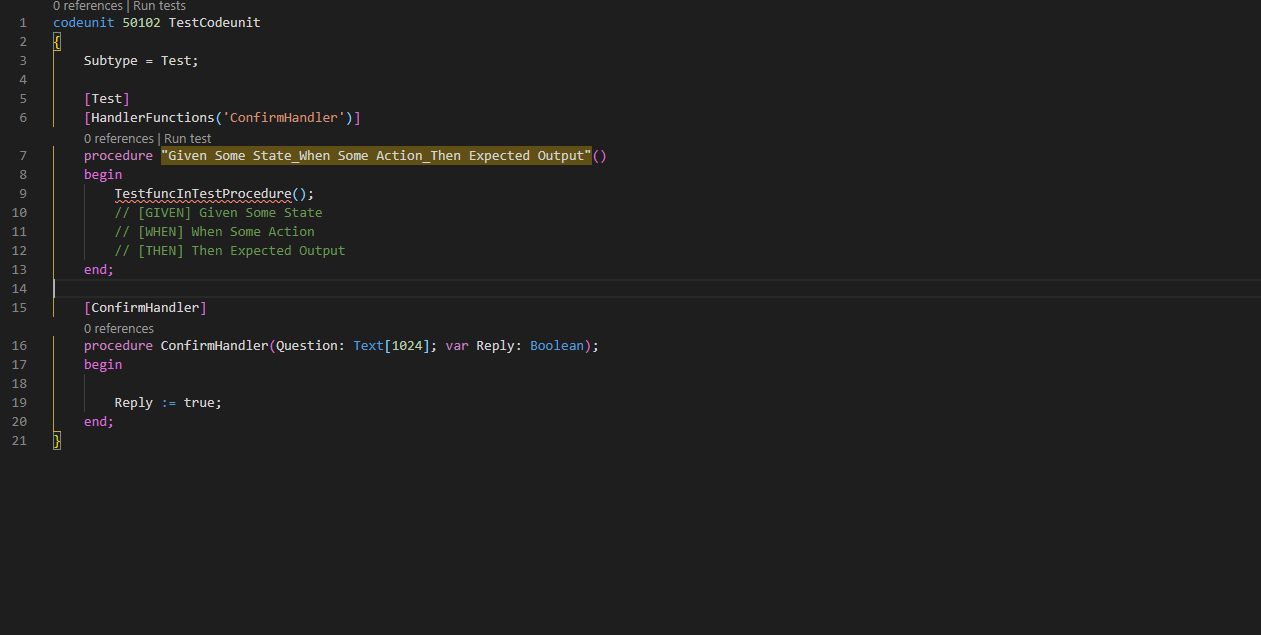 0 references | Run tests
1 codeunit 50102 TestCodeunit
2 {
3 Subtype = Test;
4
5 [Test]
6 [HandlerFunctions('ConfirmHandler')]
0 references | Run test
7 procedure "Given Some State_When Some Action_Then Expected Output"()
8 begin
9 TestfuncInTestProcedure();
10 // [GIVEN] Given Some State
11 // [WHEN] When Some Action
12 // [THEN] Then Expected Output
13 end;
14
15 [ConfirmHandler]
0 references
16 procedure ConfirmHandler(Question: Text[1024]; var Reply: Boolean);
17 begin
18
19 Reply := true;
20 end;
21 }